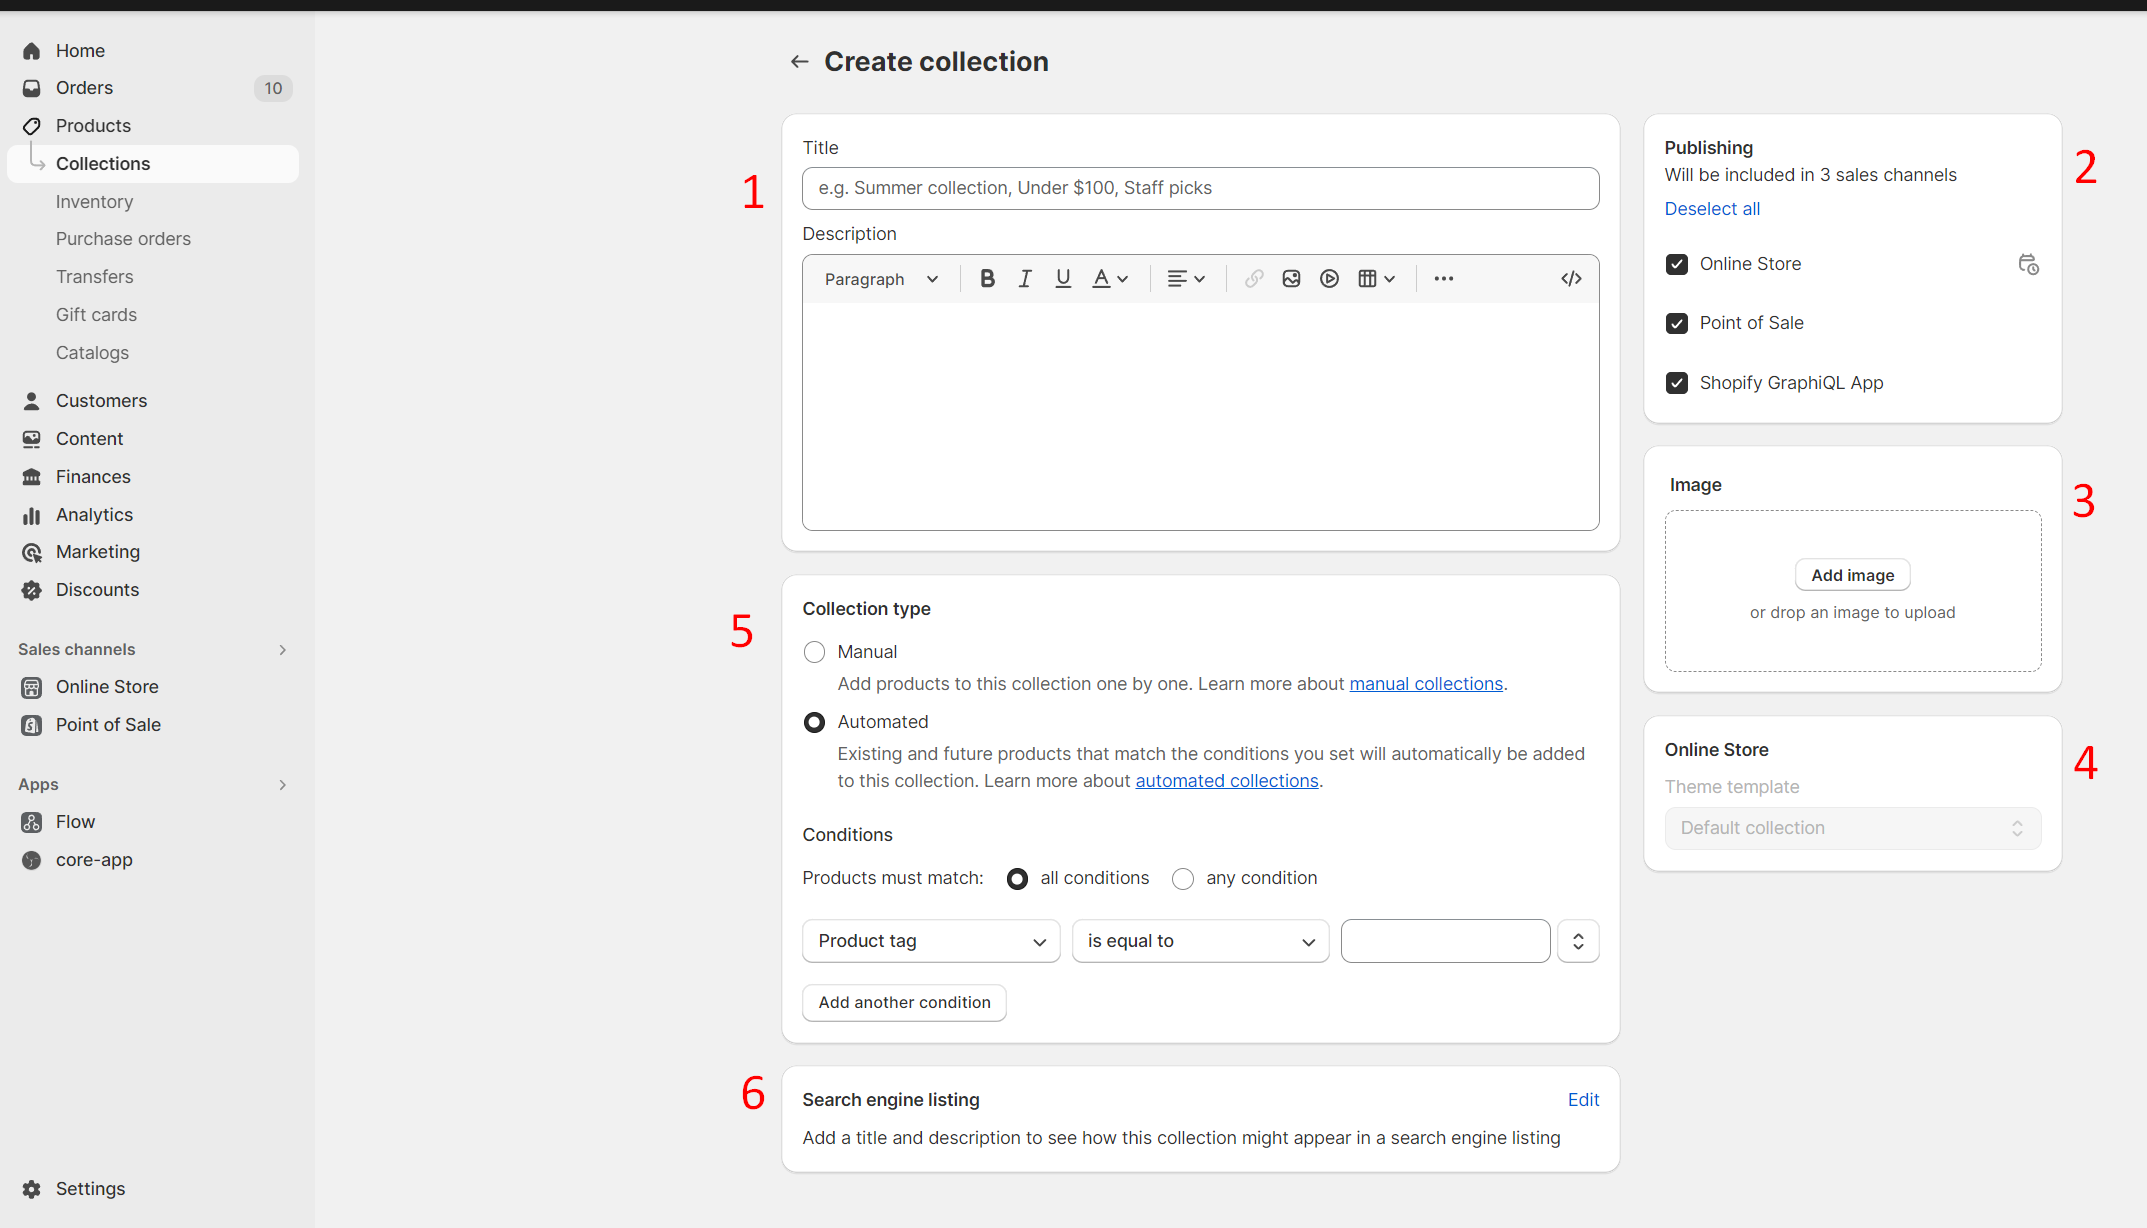 Home
Orders 10
Products
Collections
Inventory
Purchase orders
Transfers
Gift cards
Catalogs
Customers
Content
Finances
Analytics
Marketing
Discounts
Sales channels
Online Store
Point of Sale
Apps
Flow
core-app
Settings
Create collection
1
Title
e.g. Summer collection, Under $100, Staff picks
Description
Paragraph B I U A
5
Collection type
Manual
Add products to this collection one by one. Learn more about manual collections.
Automated
Existing and future products that match the conditions you set will automatically be added
to this collection. Learn more about automated collections.
Conditions
Products must match: all conditions any condition
Product tag is equal to
Add another condition
6
Search engine listing Edit
Add a title and description to see how this collection might appear in a search engine listing
2
Publishing
Will be included in 3 sales channels
Deselect all
Online Store
Point of Sale
Shopify GraphiQL App
3
Image
Add image
or drop an image to upload
4
Online Store
Theme template
Default collection